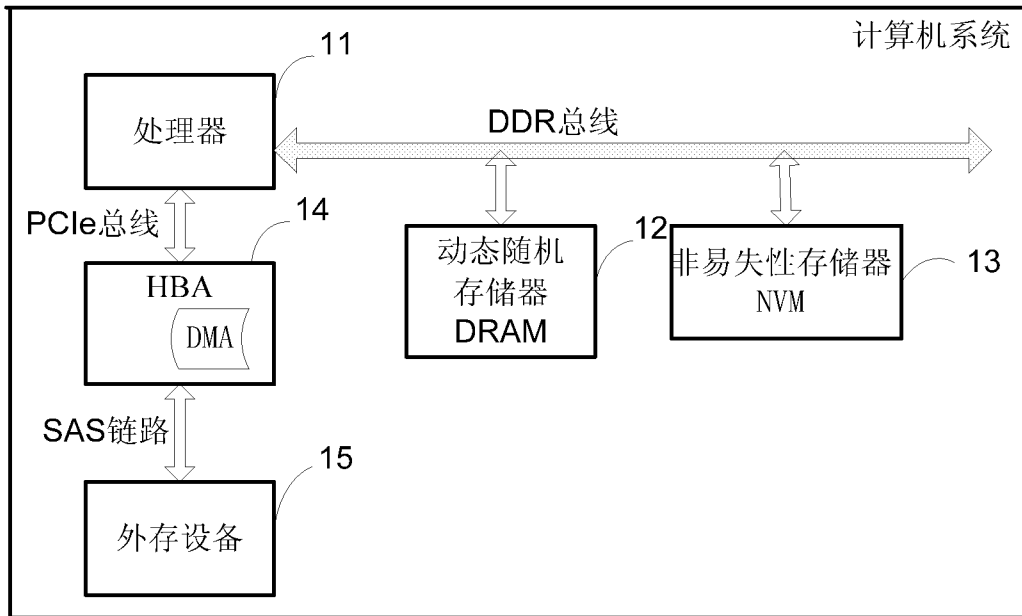 计算机系统
11
处理器
DDR总线
PCIe总线
14
HBA
DMA
12
动态随机
存储器
DRAM
13
非易失性存储器
NVM
SAS链路
15
外存设备